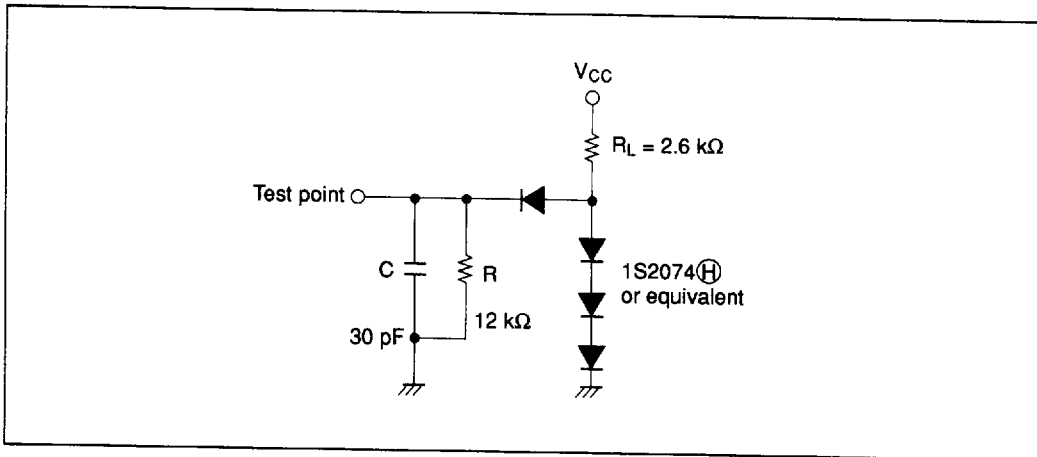 VCC
RL = 2.6 kΩ
Test point
C
R
1S2074Ⓗ
or equivalent
30 pF
12 kΩ